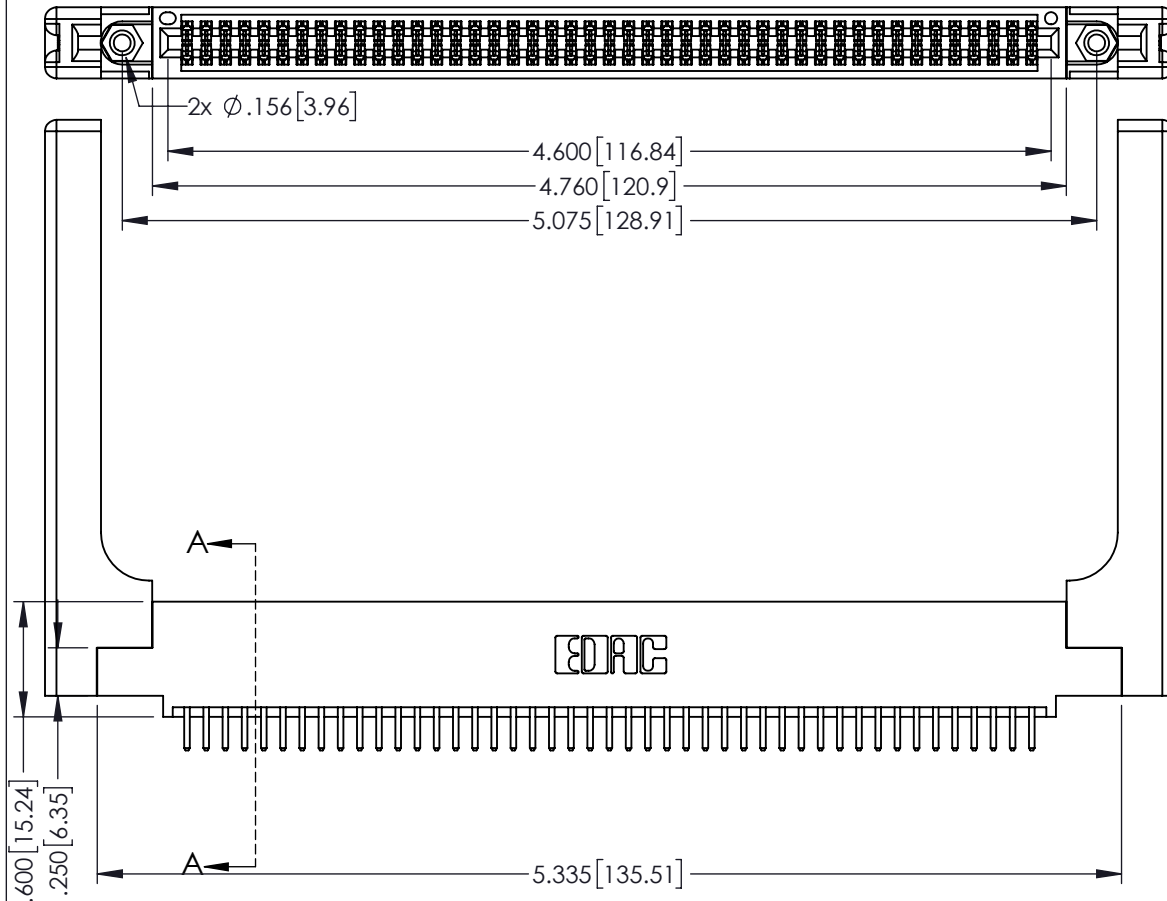 2x Ø.156[3.96]
4.600[116.84]
4.760[120.9]
5.075[128.91]
A
EDAC
.600[15.24]
.250[6.35]
A
5.335[135.51]